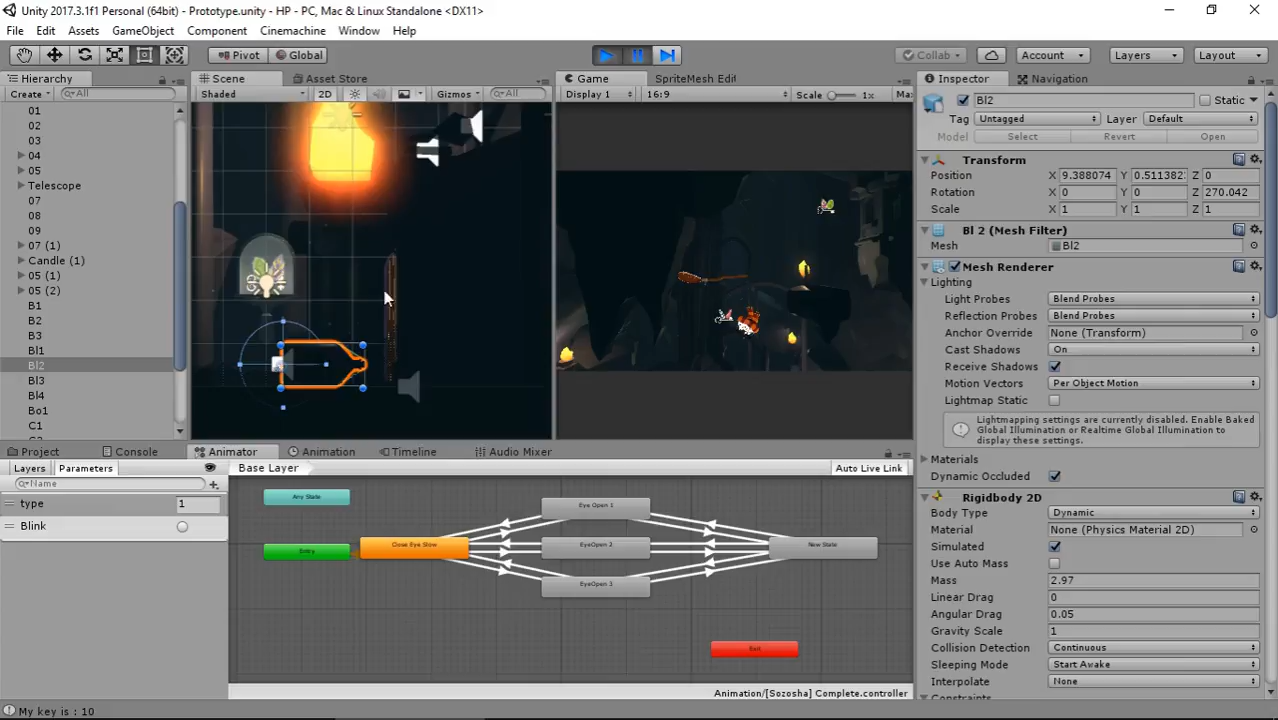 Unity 2017.3.1f1 Personal (64bit) - Prototype.unity - HP - PC, Mac & Linux Standalone <DX11>
File Edit Assets GameObject Component Cinemachine Window Help
Pivot Global Collab Account Layers Layout
Hierarchy Scene Asset Store Game SpriteMesh Edit Inspector Navigation
Create All Shaded 2D Gizmos All Display 1 16:9 Scale 1x Max
01
02
03
04
05
Telescope
07
08
09
07 (1)
Candle (1)
05 (1)
05 (2)
B1
B2
B3
Bl1
Bl2
Bl3
Bl4
Bo1
C1
Bl2 Static
Tag Untagged Layer Default
Model Select Revert Open
Transform
Position X 9.388074 Y 0.511382 Z 0
Rotation X 0 Y 0 Z 270.042
Scale X 1 Y 1 Z 1
Bl 2 (Mesh Filter)
Mesh Bl2
Mesh Renderer
Lighting
Light Probes Blend Probes
Reflection Probes Blend Probes
Anchor Override None (Transform)
Cast Shadows On
Receive Shadows
Motion Vectors Per Object Motion
Lightmap Static
Lightmapping settings are currently disabled. Enable Baked
Global Illumination or Realtime Global Illumination to
display these settings.
Materials
Dynamic Occluded
Rigidbody 2D
Body Type Dynamic
Material None (Physics Material 2D)
Simulated
Use Auto Mass
Mass 2.97
Linear Drag 0
Angular Drag 0.05
Gravity Scale 1
Collision Detection Continuous
Sleeping Mode Start Awake
Interpolate None
Constraints
Project Console Animator Animation Timeline Audio Mixer
Layers Parameters Base Layer Auto Live Link
Name
type 1
Blink
Any State
Entry
Close Eye Slow
Eye Open 1
EyeOpen 2
EyeOpen 3
New State
Exit
Animation/[Sozosha] Complete.controller
My key is : 10